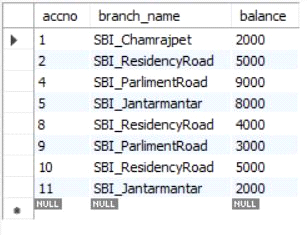 accno branch_name balance
1 SBI_Chamrajpet 2000
2 SBI_ResidencyRoad 5000
4 SBI_ParlimentRoad 9000
5 SBI_Jantarmantar 8000
8 SBI_ResidencyRoad 4000
9 SBI_ParlimentRoad 3000
10 SBI_ResidencyRoad 5000
11 SBI_Jantarmantar 2000
NULL NULL NULL